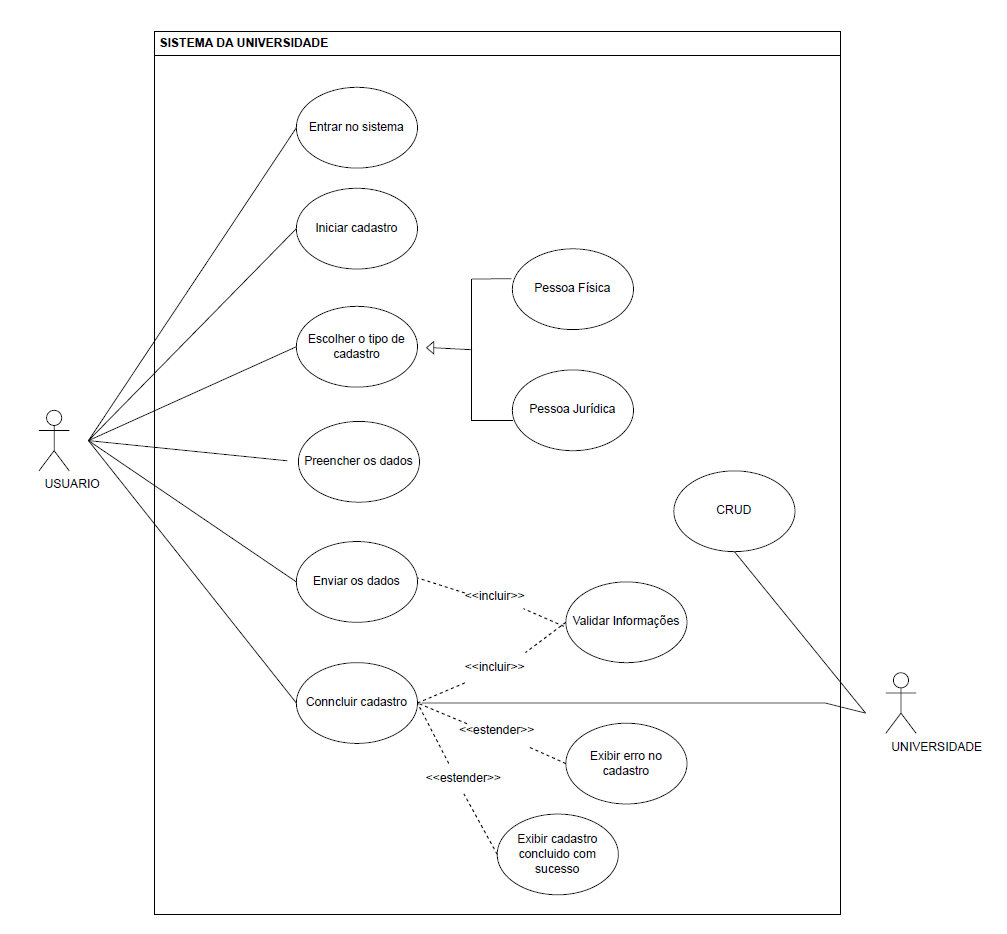 SISTEMA DA UNIVERSIDADE
Entrar no sistema
Iniciar cadastro
Pessoa Física
Escolher o tipo de
cadastro
Pessoa Jurídica
USUARIO
Preencher os dados
CRUD
Enviar os dados
<<incluir>>
Validar Informações
<<incluir>>
Conncluir cadastro
<<estender>>
UNIVERSIDADE
Exibir erro no
cadastro
<<estender>>
Exibir cadastro
concluido com
sucesso